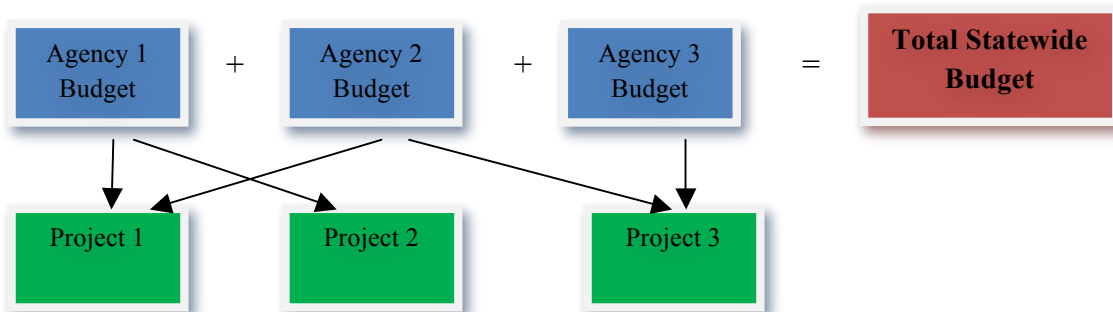 Agency 1
Budget
+
Agency 2
Budget
+
Agency 3
Budget
=
Total Statewide
Budget
Project 1
Project 2
Project 3